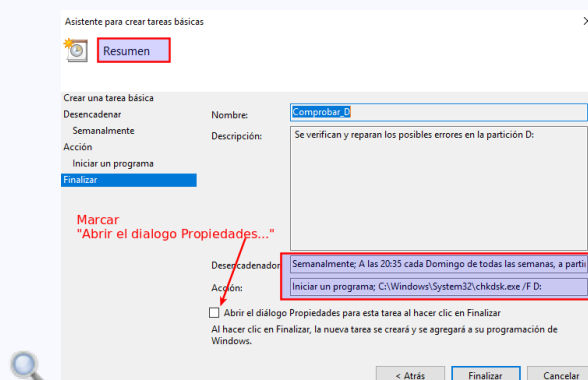 Asistente para crear tareas básicas
Resumen
Crear una tarea básica
Desencadenar
Semanalmente
Acción
Iniciar un programa
Finalizar
Nombre:
Comprobar_D
Descripción:
Se verifican y reparan los posibles errores en la partición D:
Marcar
"Abrir el dialogo Propiedades..."
Desencadenador
Semanalmente; A las 20:35 cada Domingo de todas las semanas, a parti
Acción:
Iniciar un programa; C:\Windows\System32\chkdsk.exe /F D:
Abrir el diálogo Propiedades para esta tarea al hacer clic en Finalizar
Al hacer clic en Finalizar, la nueva tarea se creará y se agregará a su programación de
Windows.
< Atrás
Finalizar
Cancelar